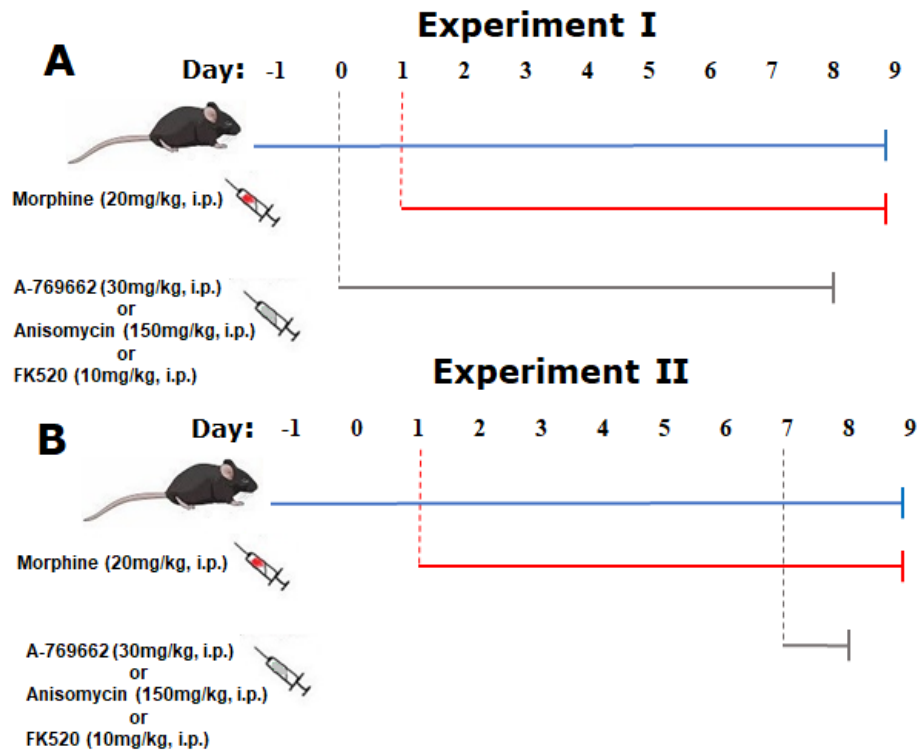 Experiment I
A
Day: -1 0 1 2 3 4 5 6 7 8 9
Morphine (20mg/kg, i.p.)
A-769662 (30mg/kg, i.p.)
or
Anisomycin (150mg/kg, i.p.)
or
FK520 (10mg/kg, i.p.)
Experiment II
B
Day: -1 0 1 2 3 4 5 6 7 8 9
Morphine (20mg/kg, i.p.)
A-769662 (30mg/kg, i.p.)
or
Anisomycin (150mg/kg, i.p.)
or
FK520 (10mg/kg, i.p.)